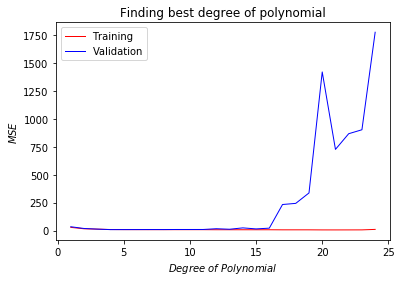 Finding best degree of polynomial
Training
Validation
MSE
1750
1500
1250
1000
750
500
250
0
0 5 10 15 20 25
Degree of Polynomial